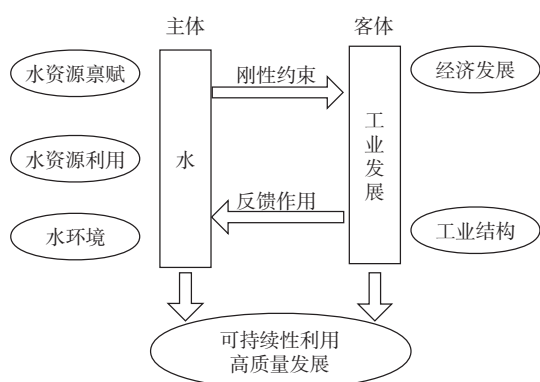 主体
客体
水资源禀赋
水资源利用
水环境
水
刚性约束
反馈作用
工业发展
经济发展
工业结构
可持续性利用
高质量发展